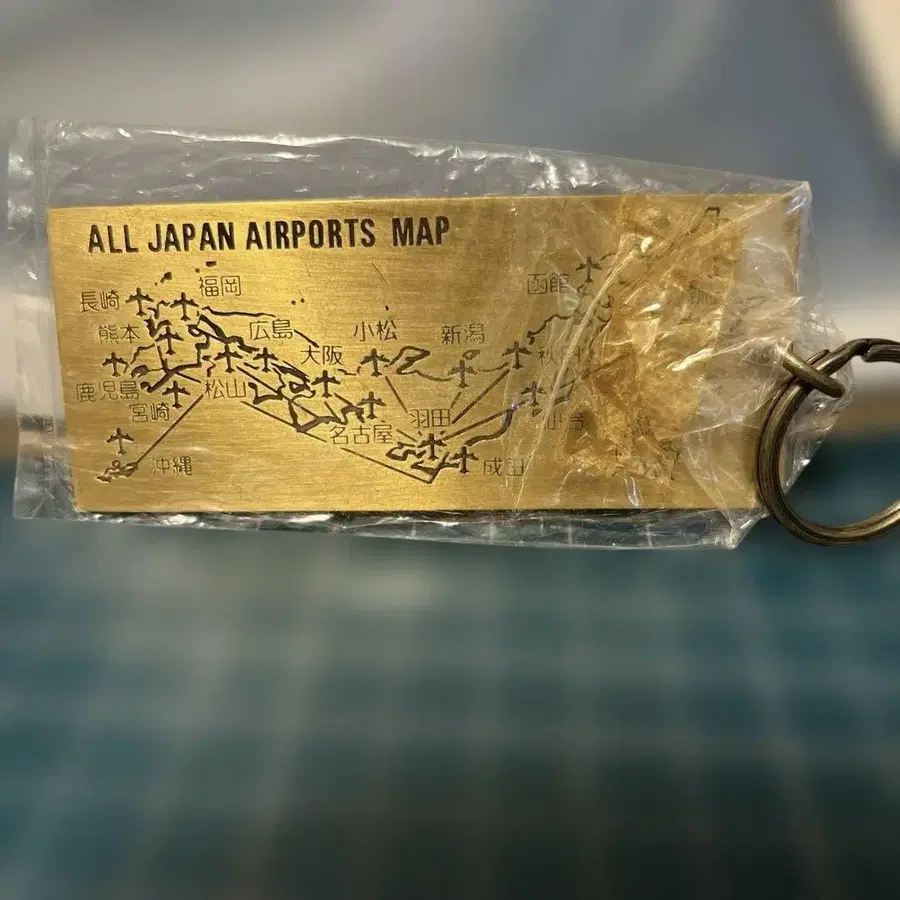 ALL JAPAN AIRPORTS MAP
函館
長崎
福岡
熊本
広島
小松
新潟
大阪
鹿児島
松山
宮崎
羽田
名古屋
沖縄
成田